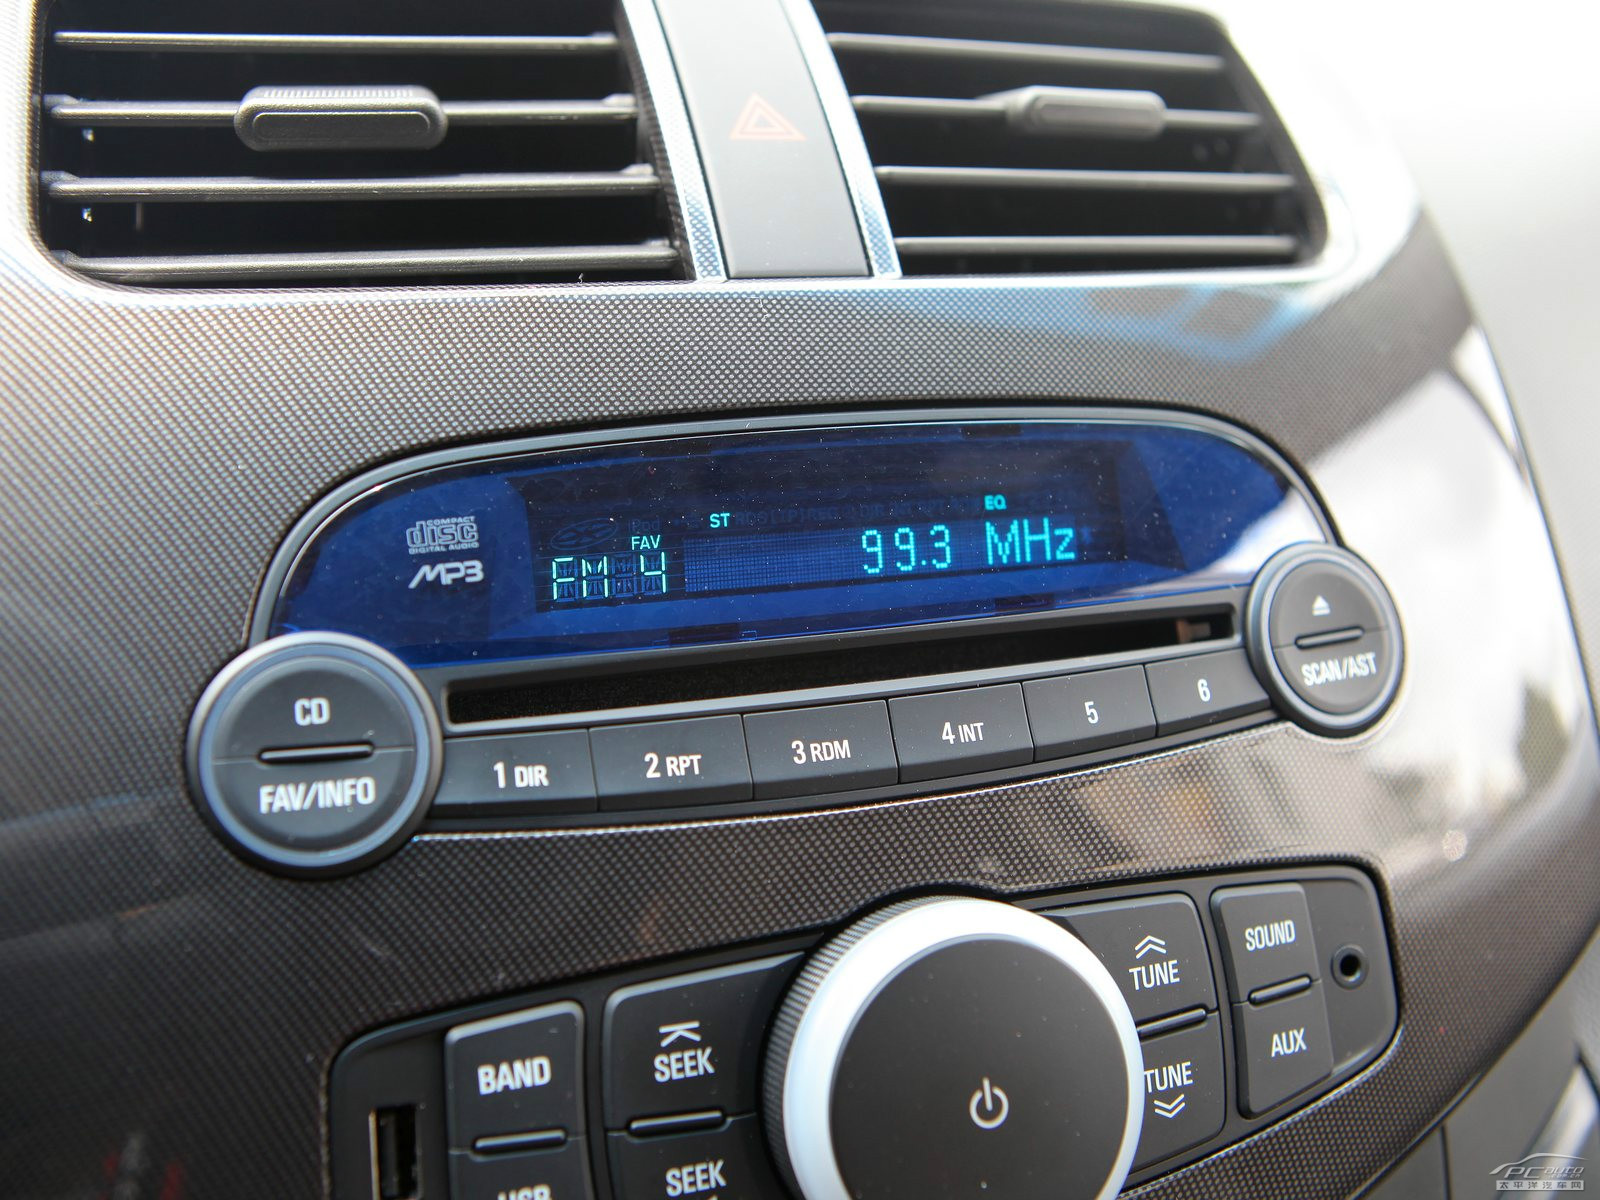 COMPACT
disc
DIGITAL AUDIO
MP3
ST
EQ
FAV
FM 4
99.3 MHz
CD
FAV/INFO
SCAN/AST
1 DIR
2 RPT
3 RDM
4 INT
5
6
BAND
SEEK
TUNE
SOUND
USB
SEEK
TUNE
AUX
PCauto
太平洋汽车网